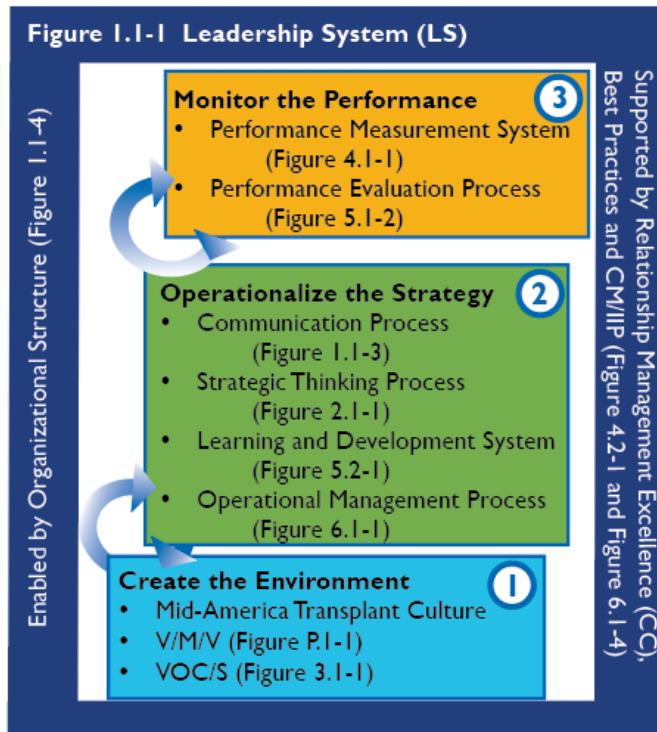 Figure 1.1-1 Leadership System (LS)
Enabled by Organizational Structure (Figure 1.1-4)
Monitor the Performance
3
• Performance Measurement System
(Figure 4.1-1)
• Performance Evaluation Process
(Figure 5.1-2)
Operationalize the Strategy
2
• Communication Process
(Figure 1.1-3)
• Strategic Thinking Process
(Figure 2.1-1)
• Learning and Development System
(Figure 5.2-1)
• Operational Management Process
(Figure 6.1-1)
Create the Environment
1
• Mid-America Transplant Culture
• V/M/V (Figure P.1-1)
• VOC/S (Figure 3.1-1)
Supported by Relationship Management Excellence (CC),
Best Practices and CM/IIP (Figure 4.2-1 and Figure 6.1-4)